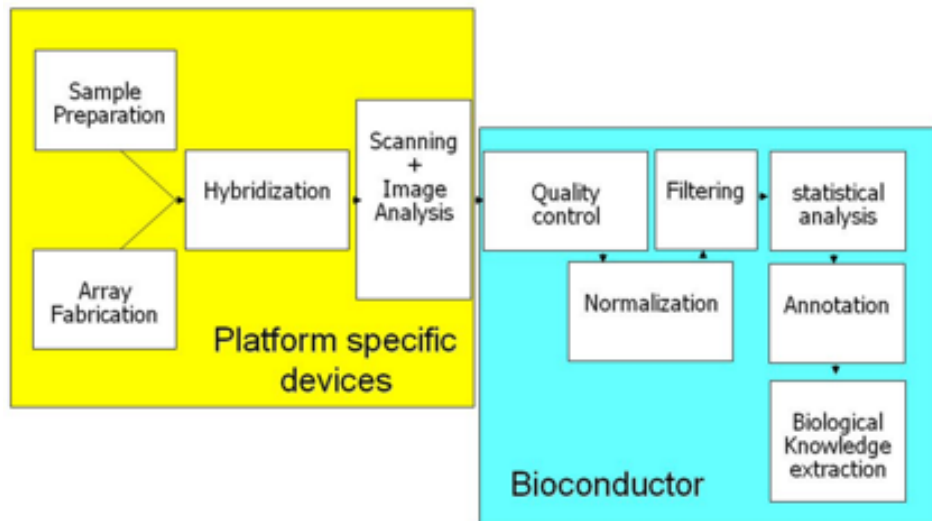 Sample
Preparation
Array
Fabrication
Hybridization
Scanning
+
Image
Analysis
Platform specific
devices
Quality
control
Normalization
Filtering
statistical
analysis
Annotation
Biological
Knowledge
extraction
Bioconductor